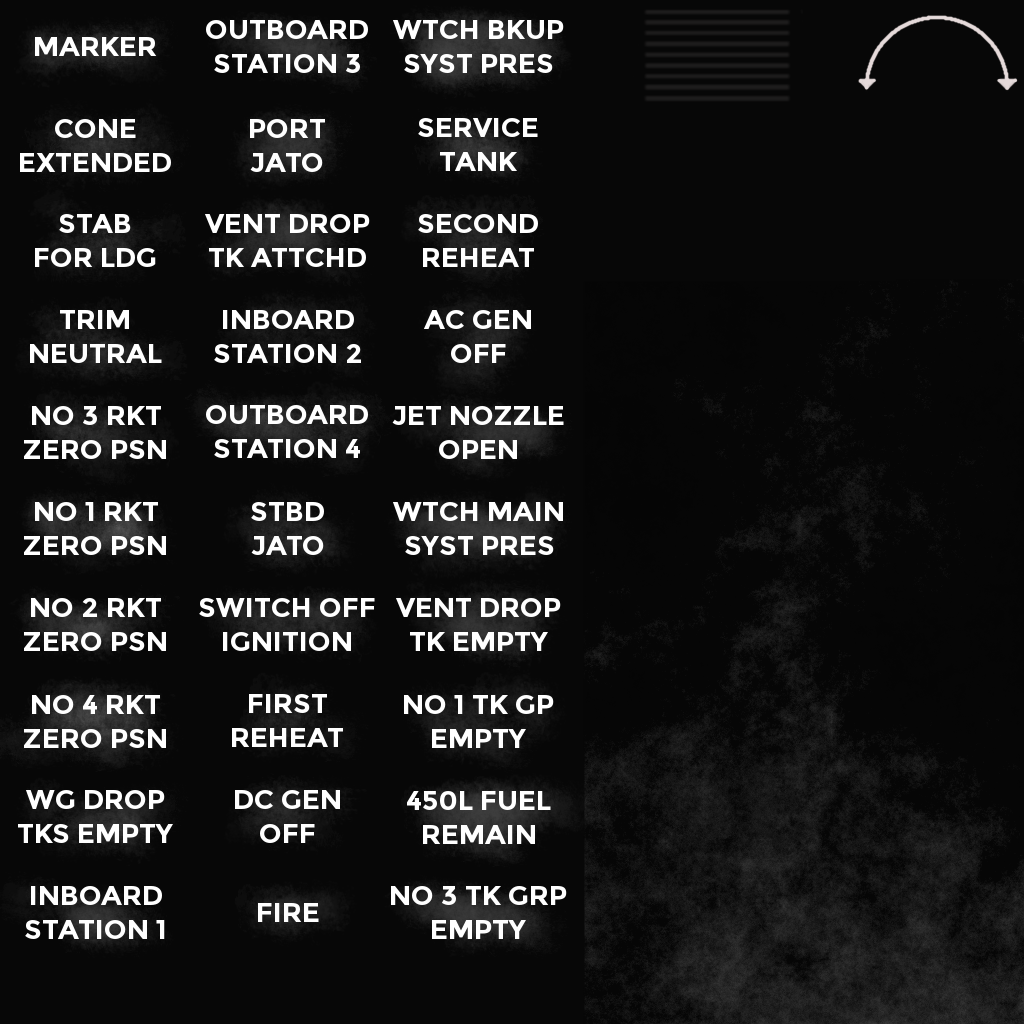 MARKER
CONE
EXTENDED
STAB
FOR LDG
TRIM
NEUTRAL
NO 3 RKT
ZERO PSN
NO 1 RKT
ZERO PSN
NO 2 RKT
ZERO PSN
NO 4 RKT
ZERO PSN
WG DROP
TKS EMPTY
INBOARD
STATION 1
OUTBOARD
STATION 3
PORT
JATO
VENT DROP
TK ATTCHD
INBOARD
STATION 2
OUTBOARD
STATION 4
STBD
JATO
SWITCH OFF
IGNITION
FIRST
REHEAT
DC GEN
OFF
FIRE
WTCH BKUP
SYST PRES
SERVICE
TANK
SECOND
REHEAT
AC GEN
OFF
JET NOZZLE
OPEN
WTCH MAIN
SYST PRES
VENT DROP
TK EMPTY
NO 1 TK GP
EMPTY
450L FUEL
REMAIN
NO 3 TK GRP
EMPTY